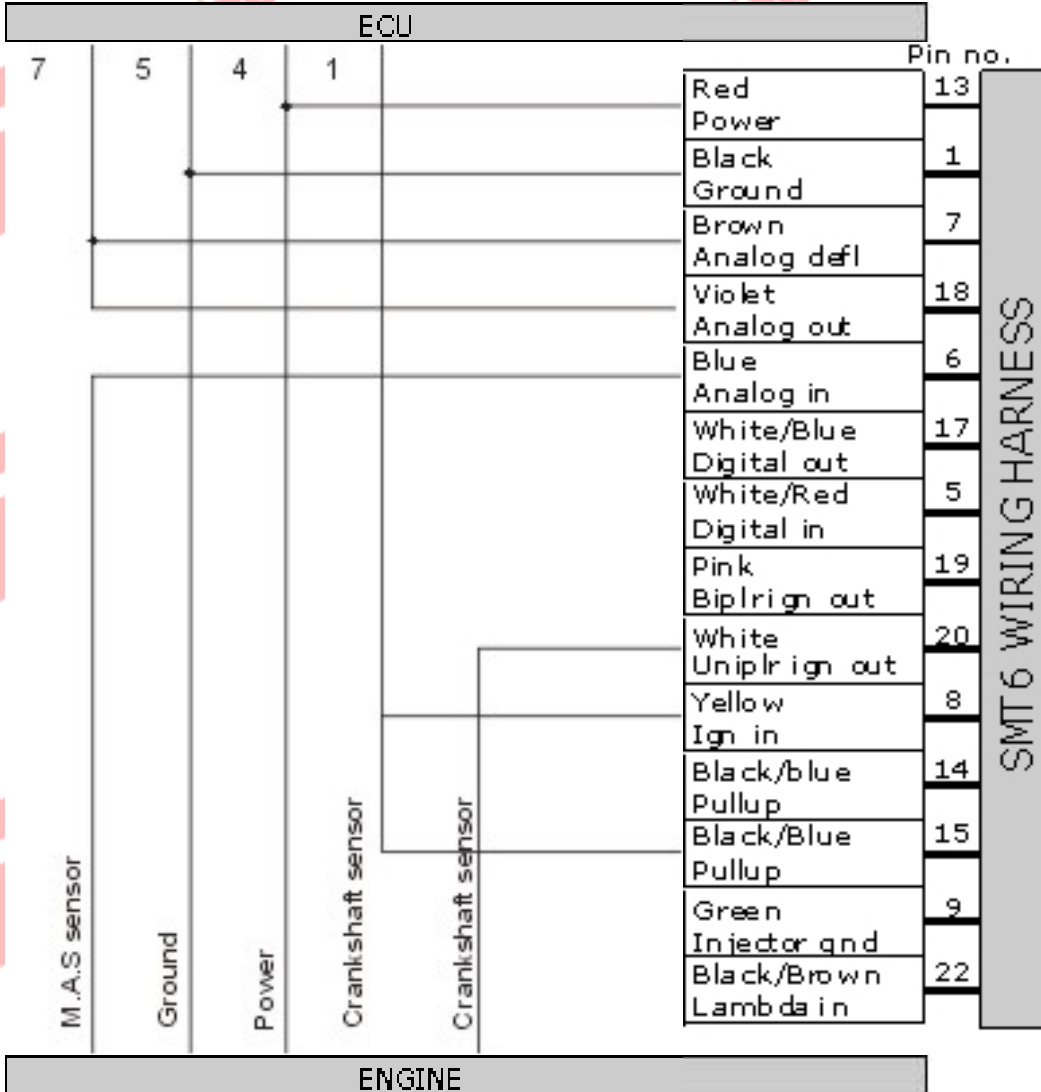 ECU
7 5 4 1
Pin no.
Red 13
Power
Black 1
Ground
Brown 7
Analog defl
Violet 18
Analog out
Blue 6
Analog in
White/Blue 17
Digital out
White/Red 5
Digital in
Pink 19
Biplrign out
White 20
Uniplr ign out
Yellow 8
Ign in
Black/blue 14
Pullup
Black/Blue 15
Pullup
Green 9
Injector gnd
Black/Brown 22
Lambda in
SMT6 WIRING HARNESS
M.A.S sensor
Ground
Power
Crankshaft sensor
Crankshaft sensor
ENGINE